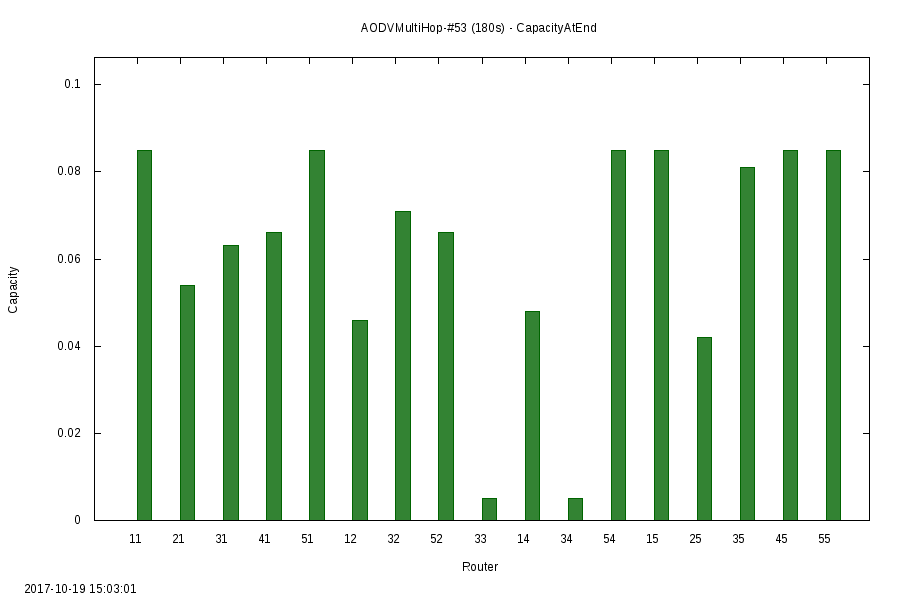 AODVMultiHop-#53 (180s) - CapacityAtEnd
0.1
0.08
0.06
0.04
0.02
0
Capacity
11 21 31 41 51 12 32 52 33 14 34 54 15 25 35 45 55
Router
2017-10-19 15:03:01